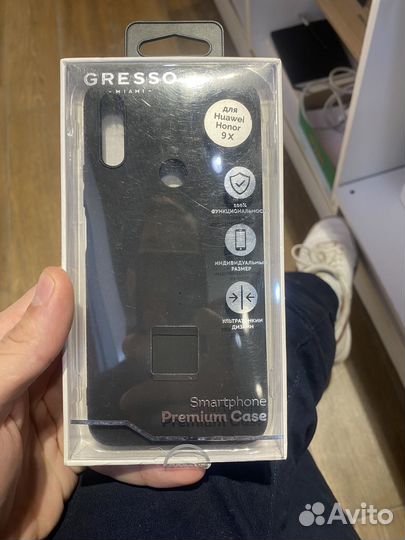 GRESSO
- MIAMI -
для
Huawei
Honor
9X
100%
ФУНКЦИОНАЛЬНОСТЬ
ИНДИВИДУАЛЬНЫЙ
РАЗМЕР
УЛЬТРАТОНКИЙ
ДИЗАЙН
Smartphone
Premium Case
Avito